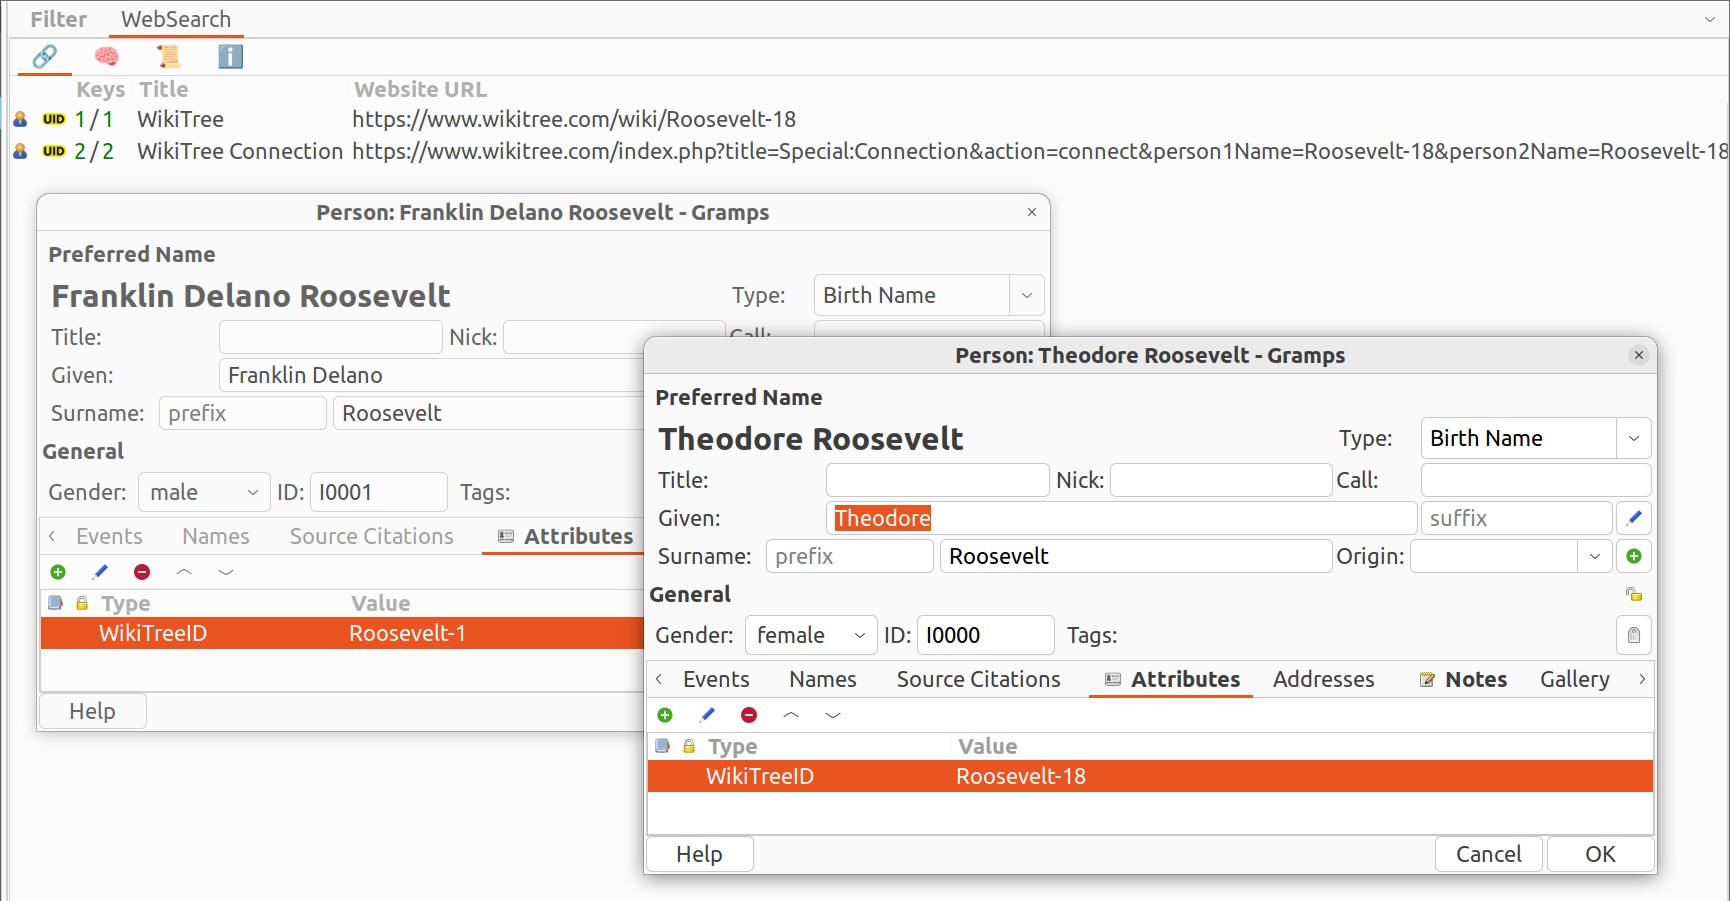 Filter WebSearch
Keys Title Website URL
UID 1/1 WikiTree https://www.wikitree.com/wiki/Roosevelt-18
UID 2/2 WikiTree Connection https://www.wikitree.com/index.php?title=Special:Connection&action=connect&person1Name=Roosevelt-18&person2Name=Roosevelt-18
Person: Franklin Delano Roosevelt - Gramps
Preferred Name
Franklin Delano Roosevelt Type: Birth Name
Title: Nick: Call:
Given: Franklin Delano
Surname: prefix Roosevelt
General
Gender: male ID: I0001 Tags:
Events Names Source Citations Attributes
Type Value
WikiTreeID Roosevelt-1
Help
Person: Theodore Roosevelt - Gramps
Preferred Name
Theodore Roosevelt Type: Birth Name
Title: Nick: Call:
Given: Theodore suffix
Surname: prefix Roosevelt Origin:
General
Gender: female ID: I0000 Tags:
Events Names Source Citations Attributes Addresses Notes Gallery
Type Value
WikiTreeID Roosevelt-18
Help Cancel OK